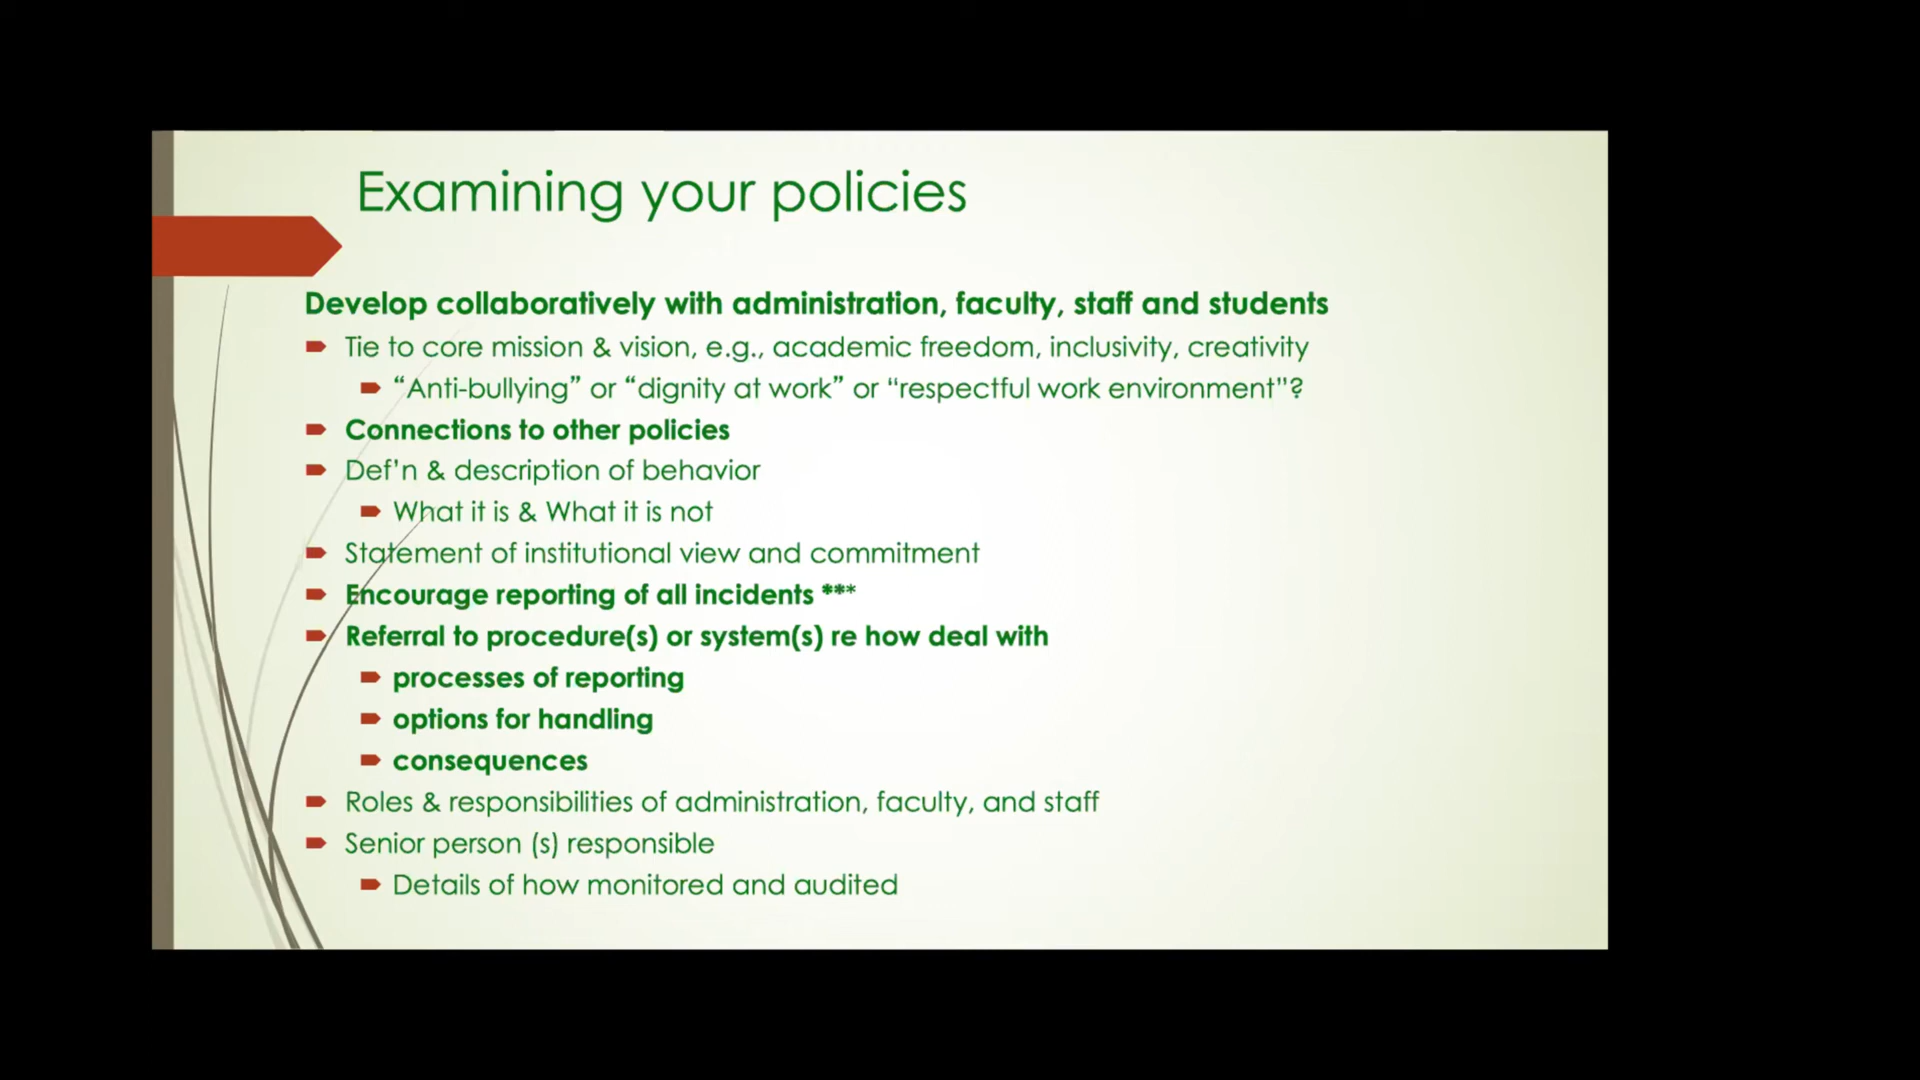 Examining your policies
Develop collaboratively with administration, faculty, staff and students
Tie to core mission & vision, e.g., academic freedom, inclusivity, creativity
“Anti-bullying” or “dignity at work” or “respectful work environment”?
Connections to other policies
Def’n & description of behavior
What it is & What it is not
Statement of institutional view and commitment
Encourage reporting of all incidents ***
Referral to procedure(s) or system(s) re how deal with
processes of reporting
options for handling
consequences
Roles & responsibilities of administration, faculty, and staff
Senior person (s) responsible
Details of how monitored and audited